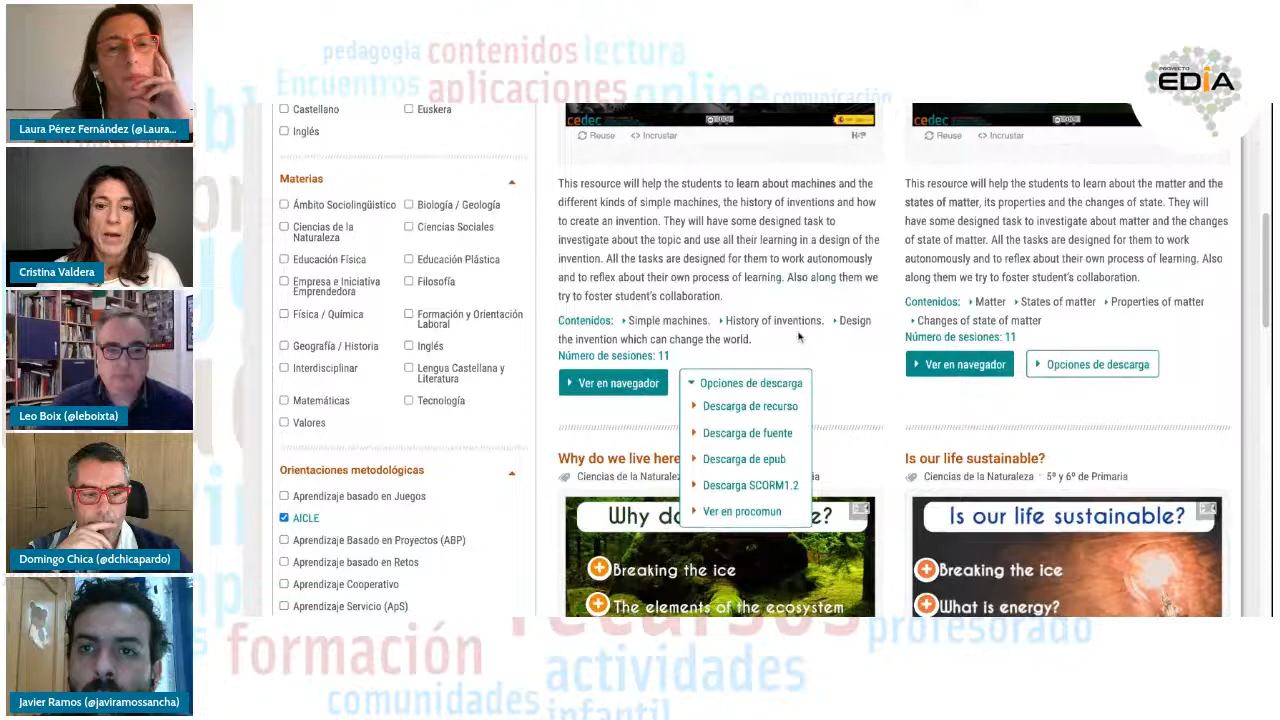 Laura Pérez Fernández (@Laura...
Cristina Valdera
Leo Boix (@leboixta)
Domingo Chica (@dchicapardo)
Javier Ramos (@javiramossancha)
pedagogía contenidos lectura
Encuentros aplicaciones online comunicación
PROYECTO
EDIA
Castellano
Euskera
Inglés
Materias
Ámbito Sociolingüístico
Biología / Geología
Ciencias de la
Naturaleza
Ciencias Sociales
Educación Física
Educación Plástica
Empresa e Iniciativa
Emprendedora
Filosofía
Física / Química
Formación y Orientación
Laboral
Geografía / Historia
Inglés
Interdisciplinar
Lengua Castellana y
Literatura
Matemáticas
Tecnología
Valores
Orientaciones metodológicas
Aprendizaje basado en Juegos
AICLE
Aprendizaje Basado en Proyectos (ABP)
Aprendizaje basado en Retos
Aprendizaje Cooperativo
Aprendizaje Servicio (ApS)
cedec
Reuse
<> Incrustar
H-P
This resource will help the students to learn about machines and the
different kinds of simple machines, the history of inventions and how
to create an invention. They will have some designed task to
investigate about the topic and use all their learning in a design of the
invention. All the tasks are designed for them to work autonomously
and to reflex about their own process of learning. Also along them we
try to foster student's collaboration.
Contenidos: Simple machines. History of inventions. Design
the invention which can change the world.
Número de sesiones: 11
Ver en navegador
Opciones de descarga
Descarga de recurso
Descarga de fuente
Descarga de epub
Descarga SCORM1.2
Ver en procomun
Why do we live here
Ciencias de la Naturalez
ia
Why do
e?
Breaking the ice
The elements of the ecosystem
cedec
Reuse
<> Incrustar
This resource will help the students to learn about the matter and the
states of matter, its properties and the changes of state. They will
have some designed task to investigate about matter and the changes
of state of matter. All the tasks are designed for them to work
autonomously and to reflex about their own process of learning. Also
along them we try to foster student's collaboration.
Contenidos: Matter States of matter Properties of matter
Changes of state of matter
Número de sesiones: 11
Ver en navegador
Opciones de descarga
Is our life sustainable?
Ciencias de la Naturaleza 5º y 6º de Primaria
Is our life sustainable?
Breaking the ice
What is energy?
formación recursos profesorado
actividades
comunidades infantil